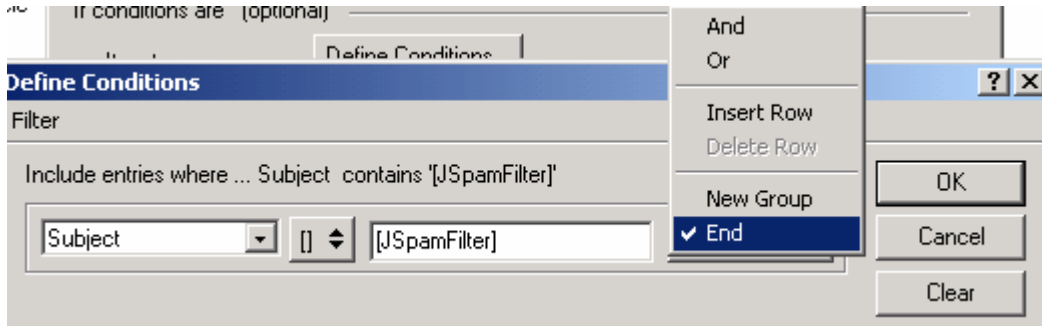 If conditions are (optional)
Define Conditions
Define Conditions
Filter
Include entries where ... Subject contains '[JSpamFilter]'
Subject
[]
[JSpamFilter]
And
Or
Insert Row
Delete Row
New Group
End
OK
Cancel
Clear